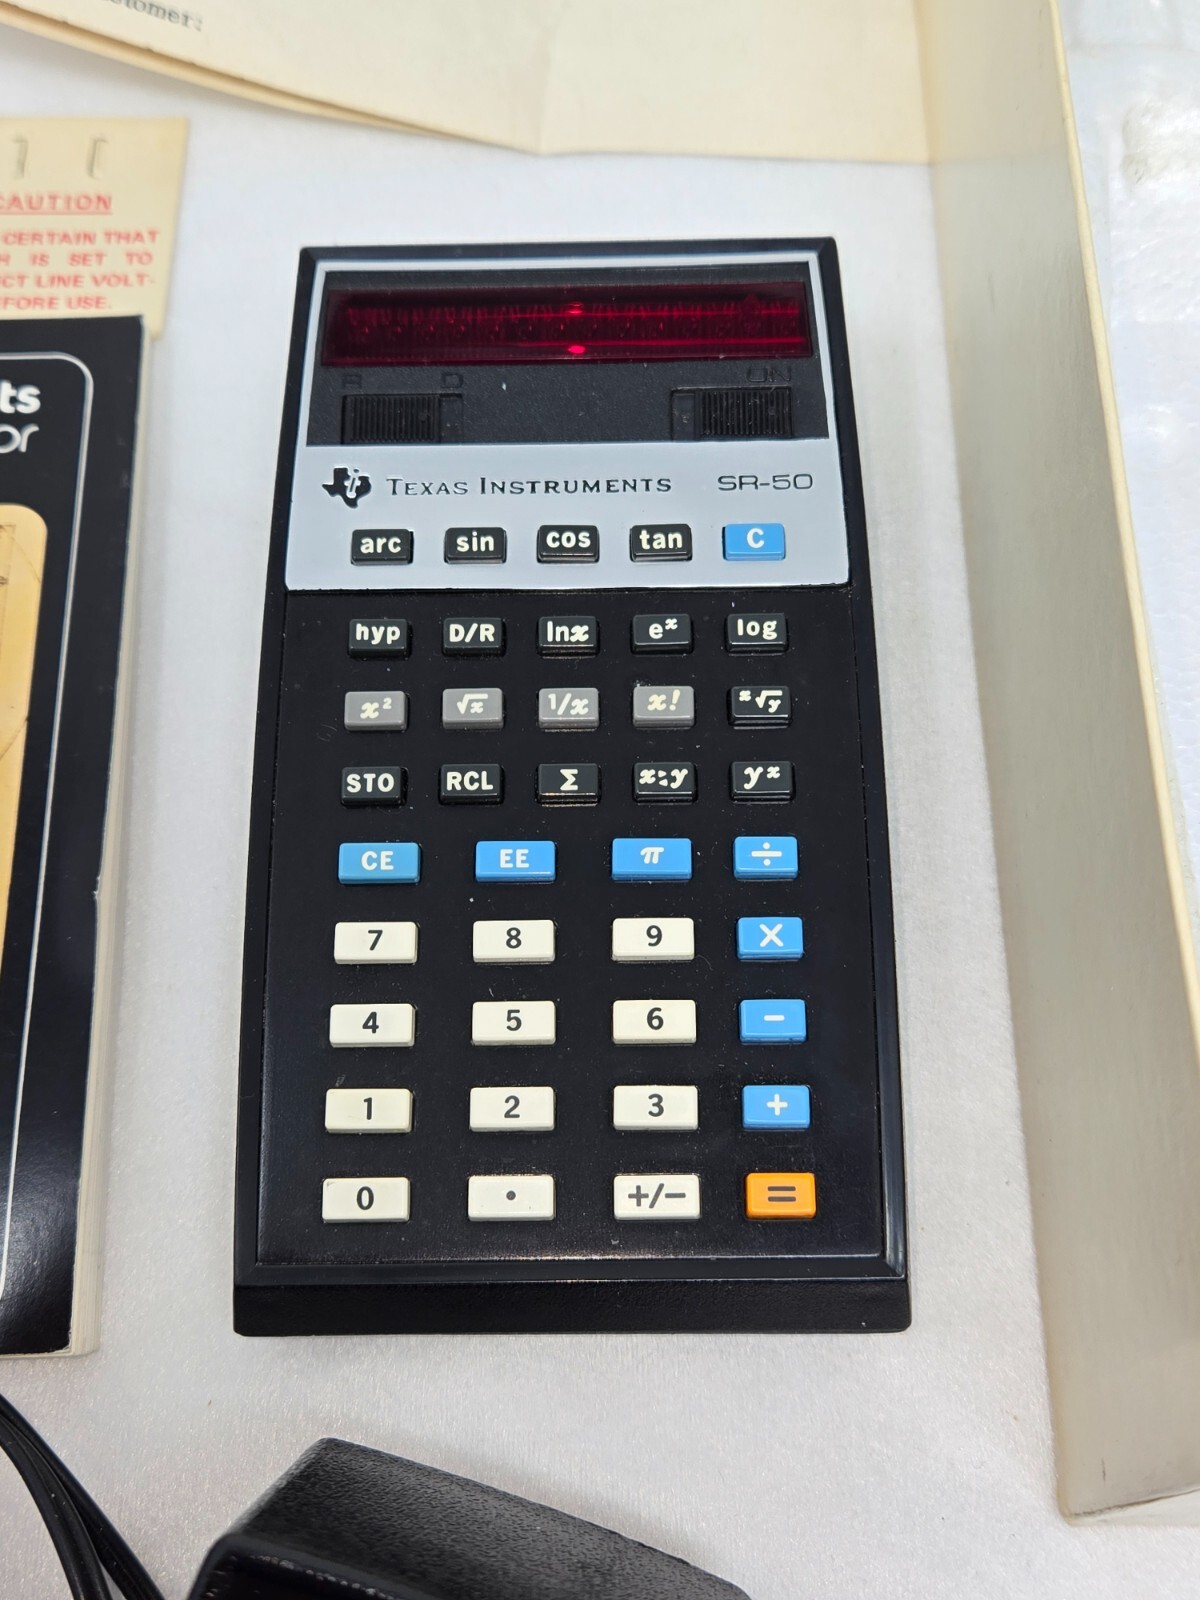 stomer:
CAUTION
CERTAIN THAT
R IS SET TO
CT LINE VOLT-
EFORE USE.
ts
or
R D ON
TEXAS INSTRUMENTS SR-50
arc sin cos tan C
hyp D/R lnx eˣ log
x² √x 1/x x! ˣ√y
STO RCL Σ x:y yˣ
CE EE π ÷
7 8 9 ×
4 5 6 −
1 2 3 +
0 . +/− =